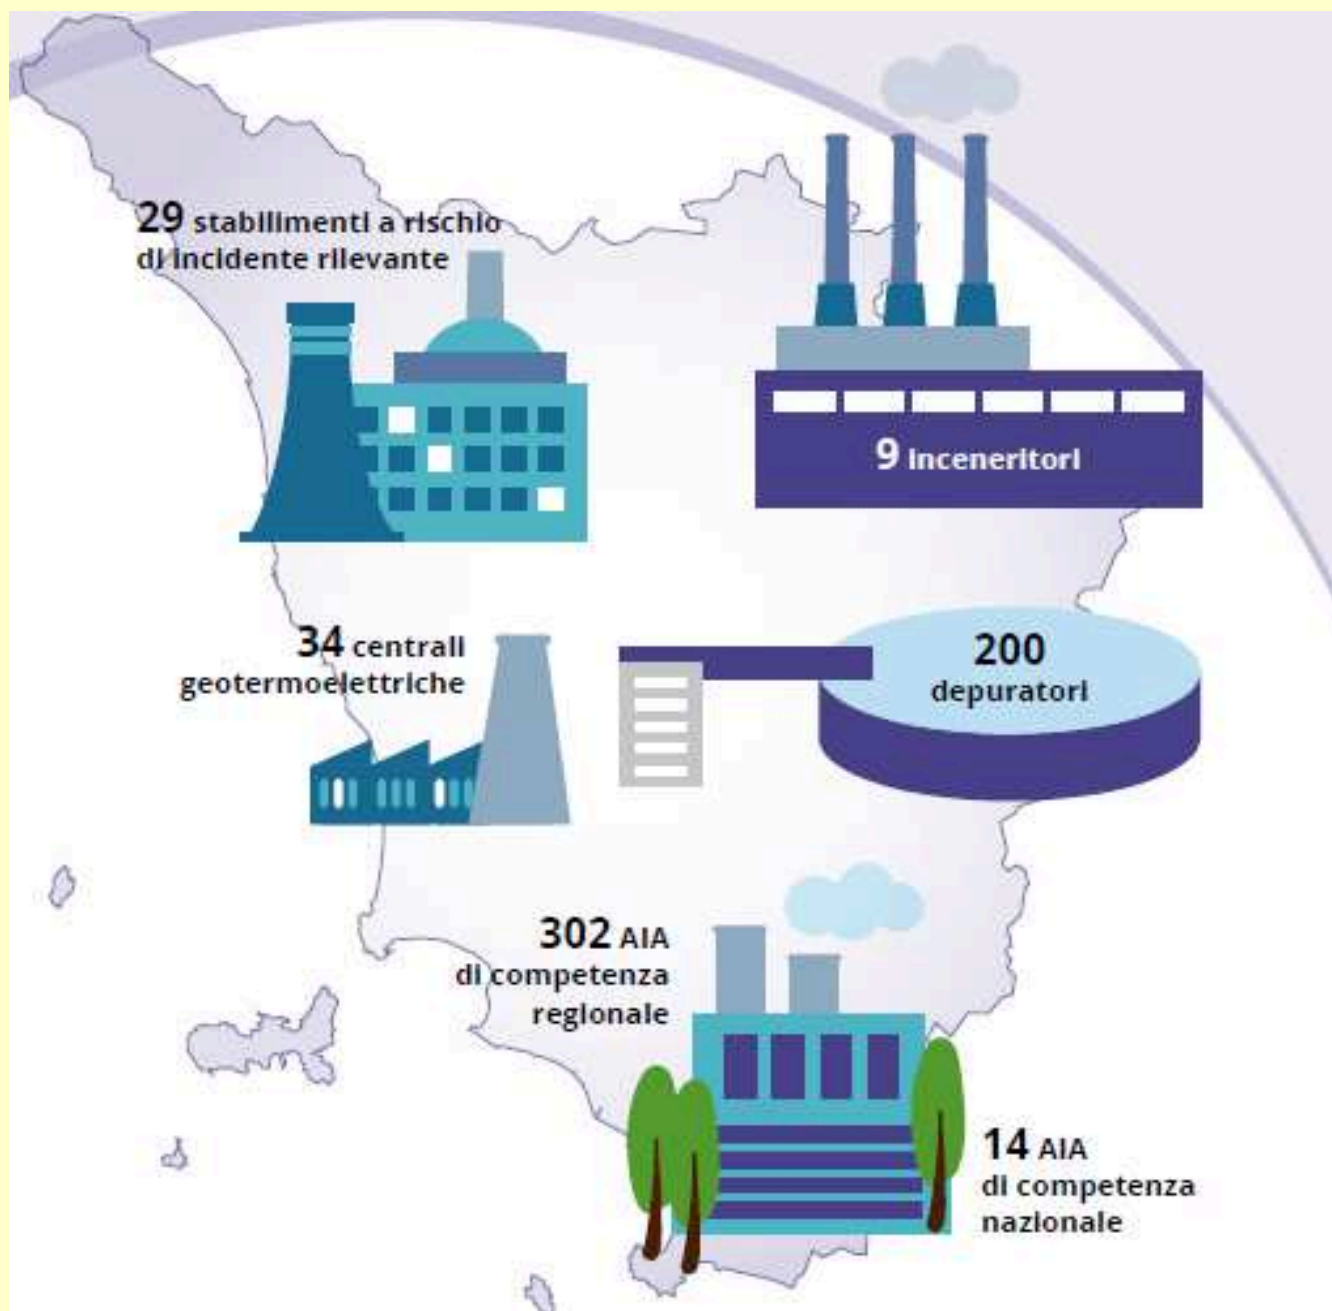 29 stabilimenti a rischio
di incidente rilevante
9 inceneritori
34 centrali
geotermoelettriche
200
depuratori
302 AIA
di competenza
regionale
14 AIA
di competenza
nazionale